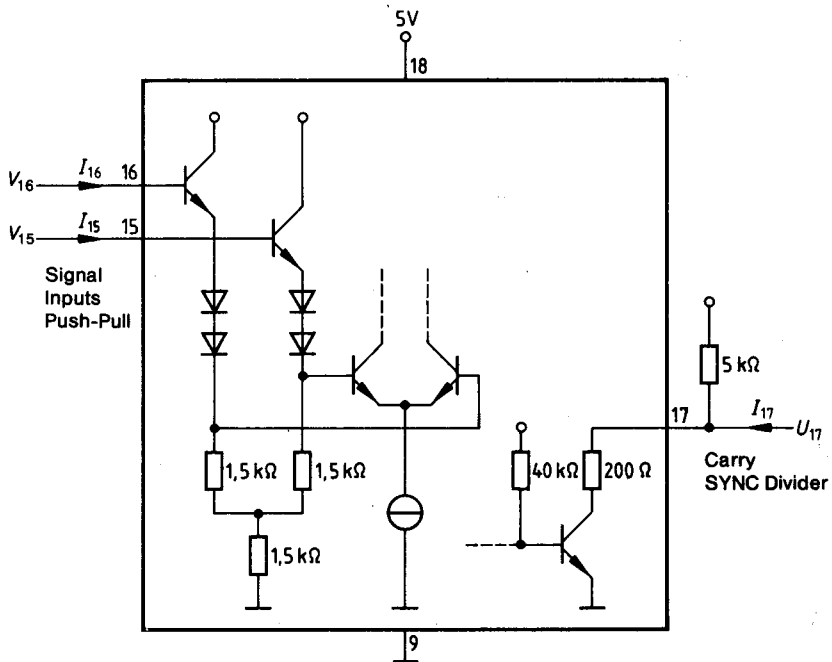 5V
18
V16
I16
16
V15
I15
15
Signal
Inputs
Push-Pull
5 kΩ
17
I17
U17
Carry
SYNC Divider
1,5 kΩ
1,5 kΩ
40 kΩ
200 Ω
1,5 kΩ
9